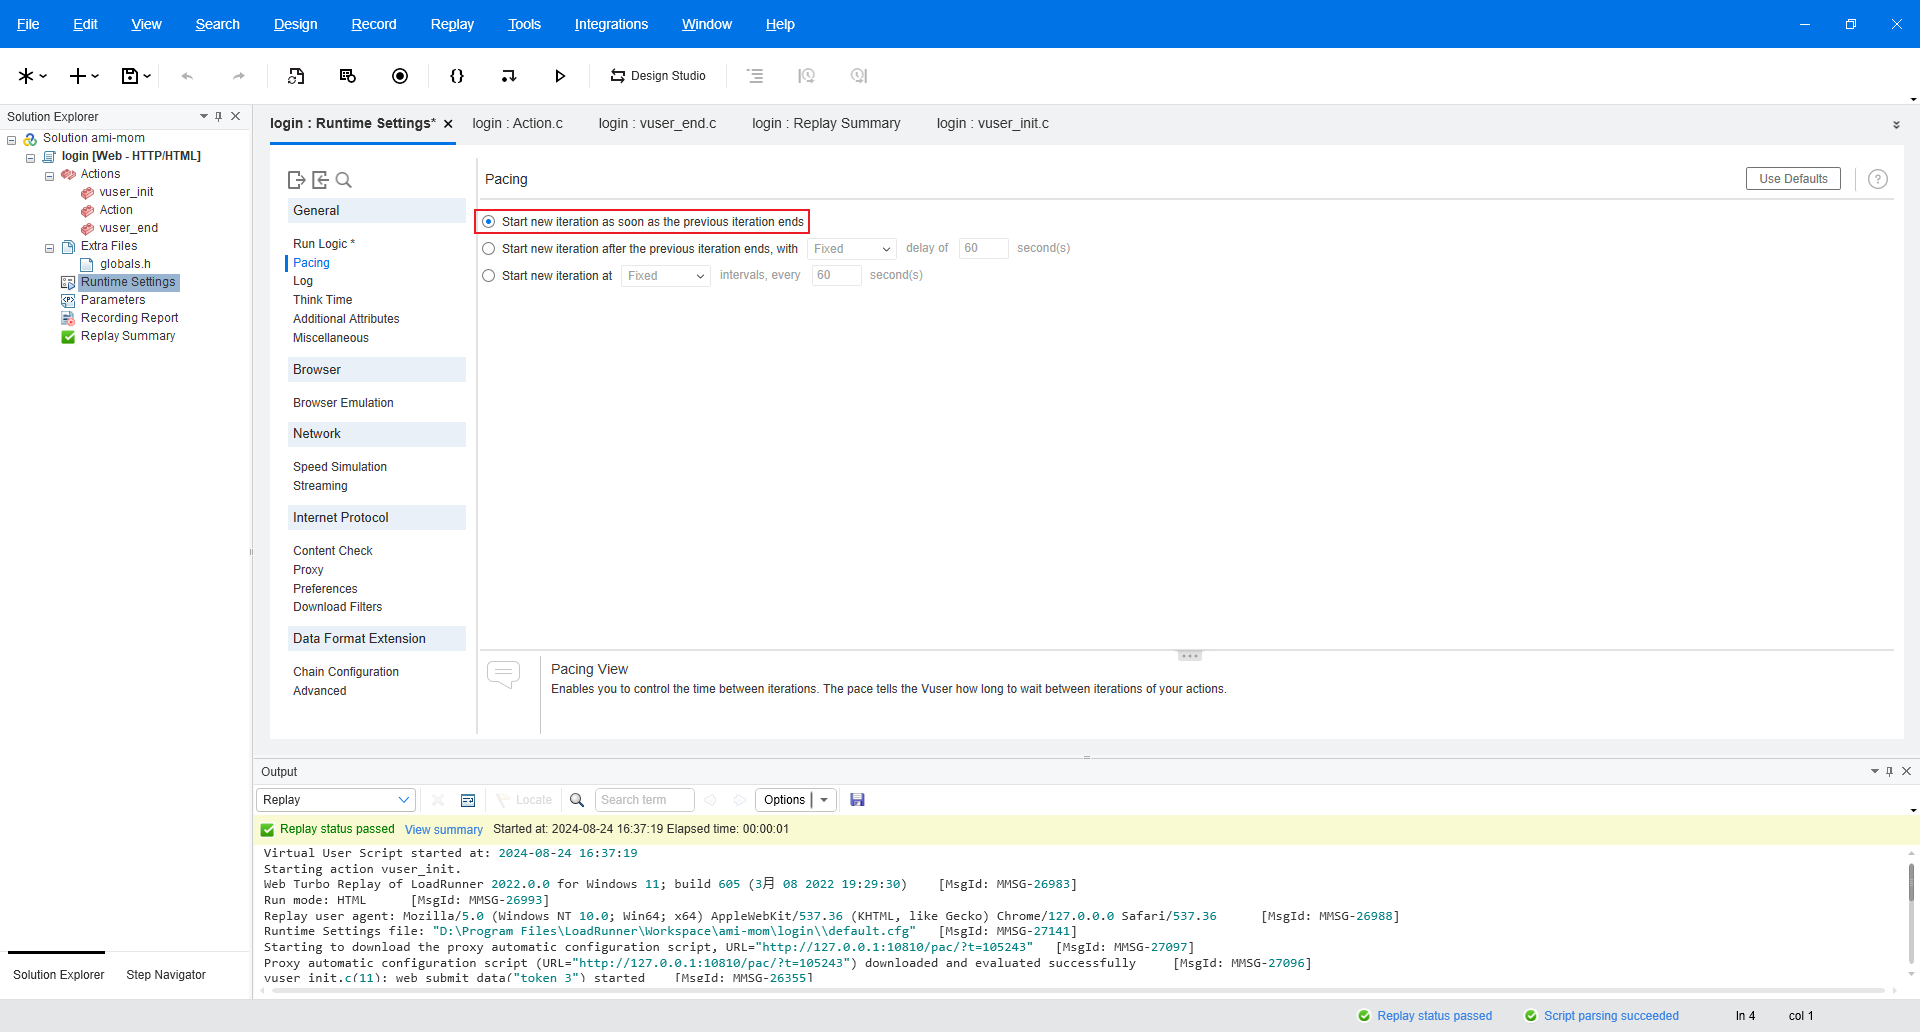 File Edit View Search Design Record Replay Tools Integrations Window Help
Design Studio
Solution Explorer
Solution ami-mom
login [Web - HTTP/HTML]
Actions
vuser_init
Action
vuser_end
Extra Files
globals.h
Runtime Settings
Parameters
Recording Report
Replay Summary
Solution Explorer Step Navigator
login : Runtime Settings* login : Action.c login : vuser_end.c login : Replay Summary login : vuser_init.c
General
Run Logic *
Pacing
Log
Think Time
Additional Attributes
Miscellaneous
Browser
Browser Emulation
Network
Speed Simulation
Streaming
Internet Protocol
Content Check
Proxy
Preferences
Download Filters
Data Format Extension
Chain Configuration
Advanced
Pacing Use Defaults ?
Start new iteration as soon as the previous iteration ends
Start new iteration after the previous iteration ends, with Fixed delay of 60 second(s)
Start new iteration at Fixed intervals, every 60 second(s)
Pacing View
Enables you to control the time between iterations. The pace tells the Vuser how long to wait between iterations of your actions.
Output
Replay Locate Search term Options
Replay status passed View summary Started at: 2024-08-24 16:37:19 Elapsed time: 00:00:01
Virtual User Script started at: 2024-08-24 16:37:19
Starting action vuser_init.
Web Turbo Replay of LoadRunner 2022.0.0 for Windows 11; build 605 (3月 08 2022 19:29:30) [MsgId: MMSG-26983]
Run mode: HTML [MsgId: MMSG-26993]
Replay user agent: Mozilla/5.0 (Windows NT 10.0; Win64; x64) AppleWebKit/537.36 (KHTML, like Gecko) Chrome/127.0.0.0 Safari/537.36 [MsgId: MMSG-26988]
Runtime Settings file: "D:\Program Files\LoadRunner\Workspace\ami-mom\login\\default.cfg" [MsgId: MMSG-27141]
Starting to download the proxy automatic configuration script, URL="http://127.0.0.1:10810/pac/?t=105243" [MsgId: MMSG-27097]
Proxy automatic configuration script (URL="http://127.0.0.1:10810/pac/?t=105243") downloaded and evaluated successfully [MsgId: MMSG-27096]
vuser_init.c(11): web_submit_data("token_3") started [MsgId: MMSG-26355]
Replay status passed Script parsing succeeded ln 4 col 1